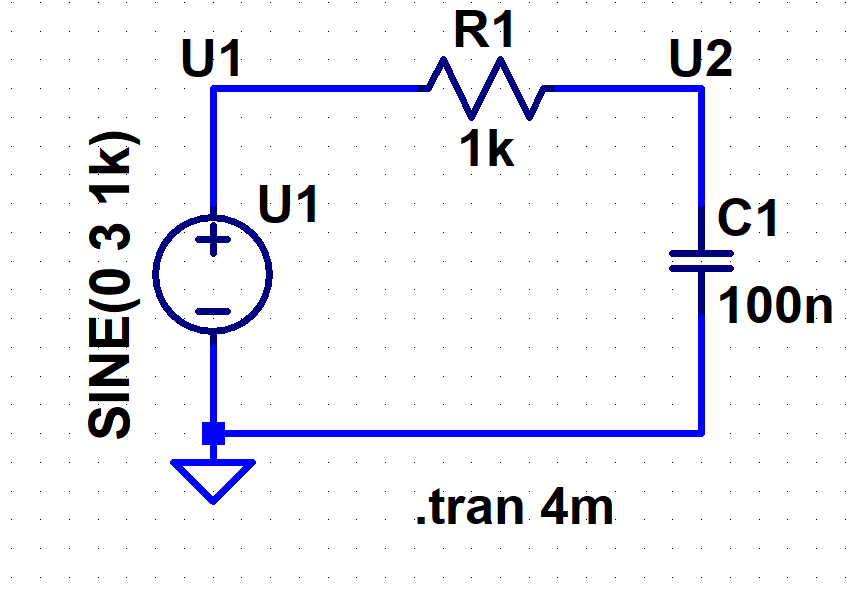 R1
U1
U2
1k
SINE(0 3 1k)
U1
C1
100n
.tran 4m